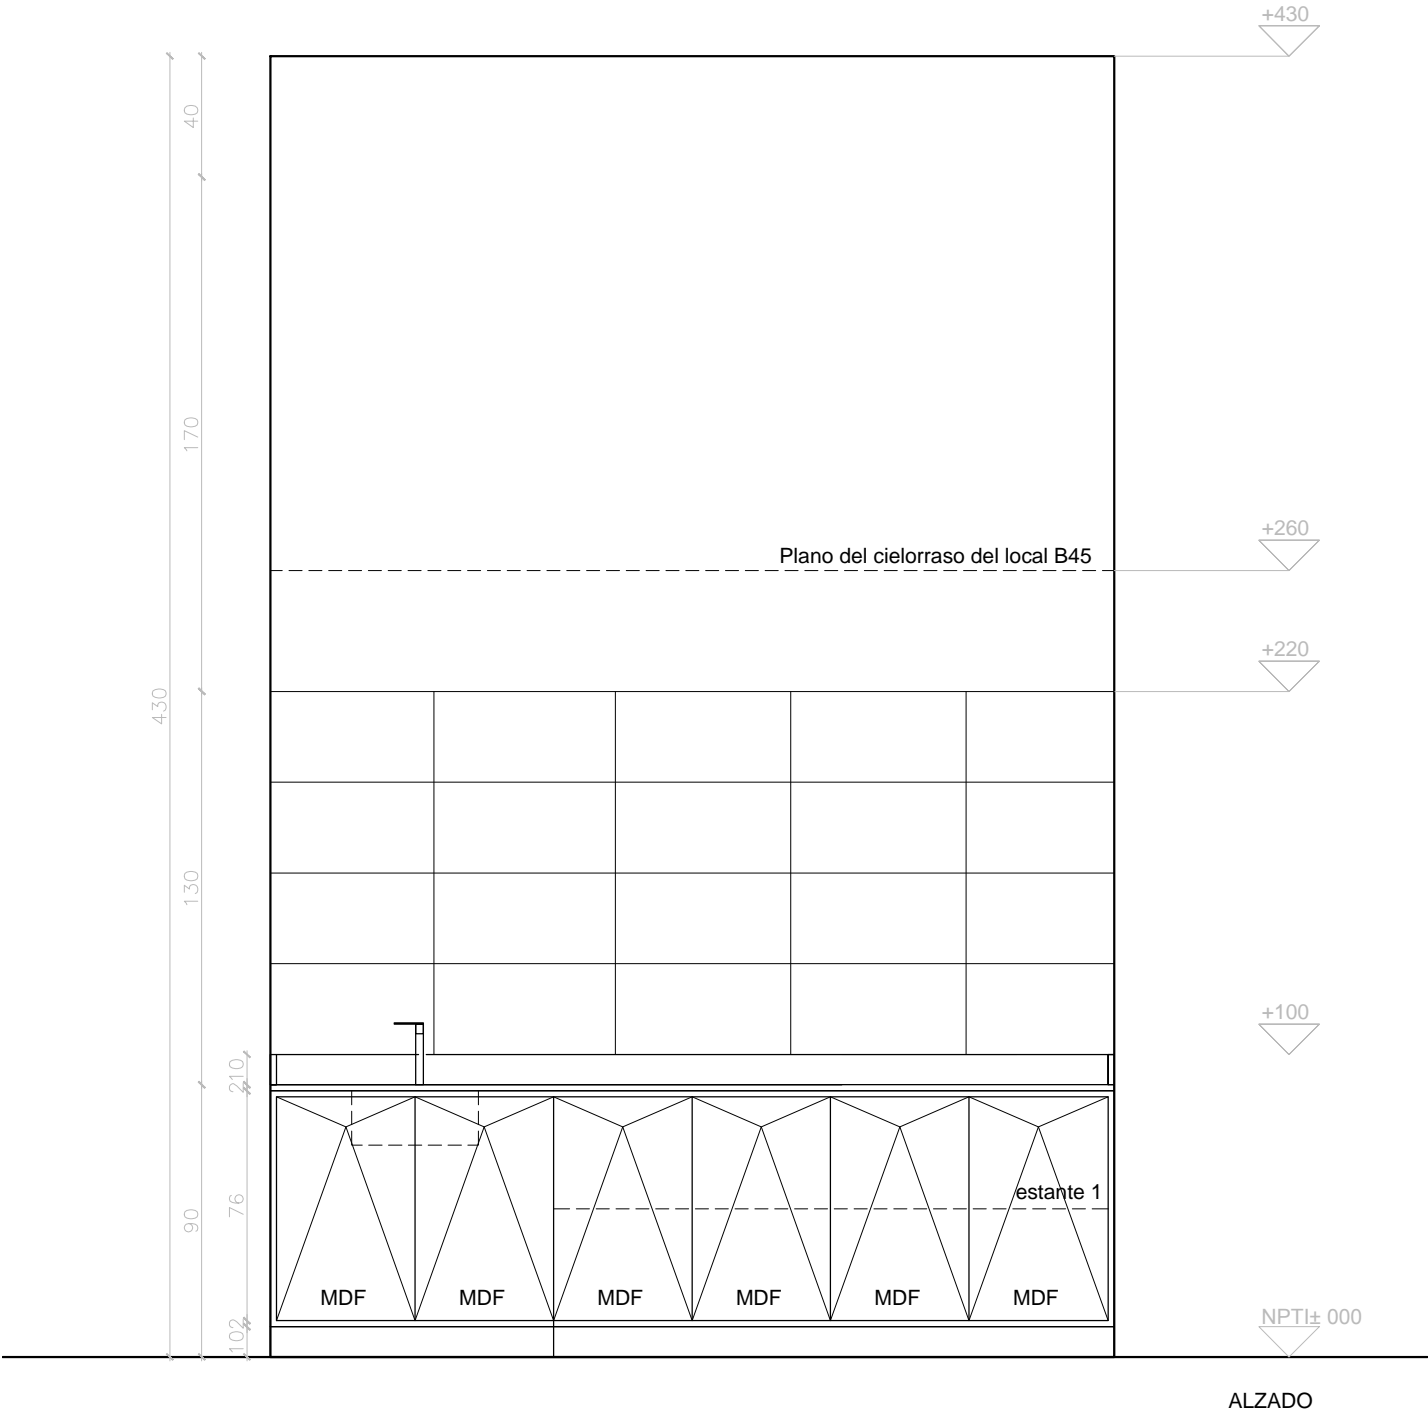 +430
40
170
Plano del cielorraso del local B45
+260
+220
430
130
+100
210
76
90
estante 1
MDF MDF MDF MDF MDF MDF
102
NPTI± 000
ALZADO